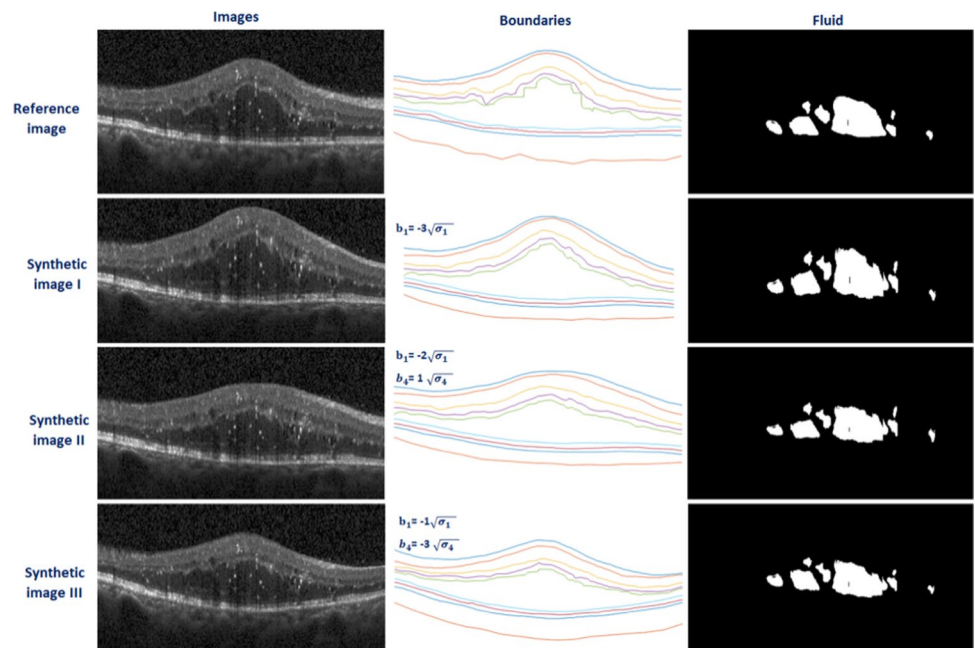 Images
Boundaries
Fluid
Reference
image
Synthetic
image I
b₁= -3√σ₁
Synthetic
image II
b₁= -2√σ₁
b₄= 1 √σ₄
Synthetic
image III
b₁= -1√σ₁
b₄= -3 √σ₄